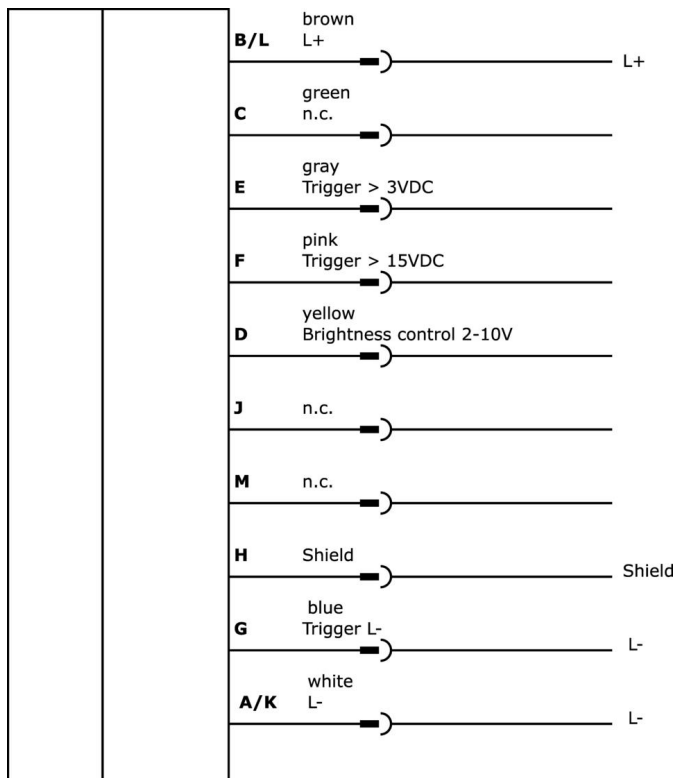 brown
B/L L+
L+
green
C n.c.
gray
E Trigger > 3VDC
pink
F Trigger > 15VDC
yellow
D Brightness control 2-10V
J n.c.
M n.c.
H Shield
Shield
blue
G Trigger L-
L-
white
A/K L-
L-